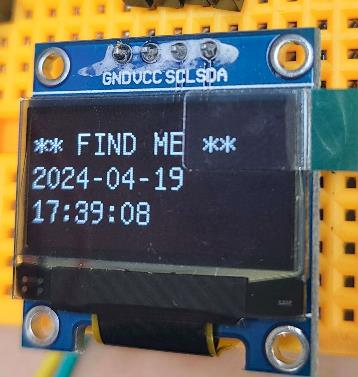 GND VCC SCL SDA
** FIND ME **
2024-04-19
17:39:08